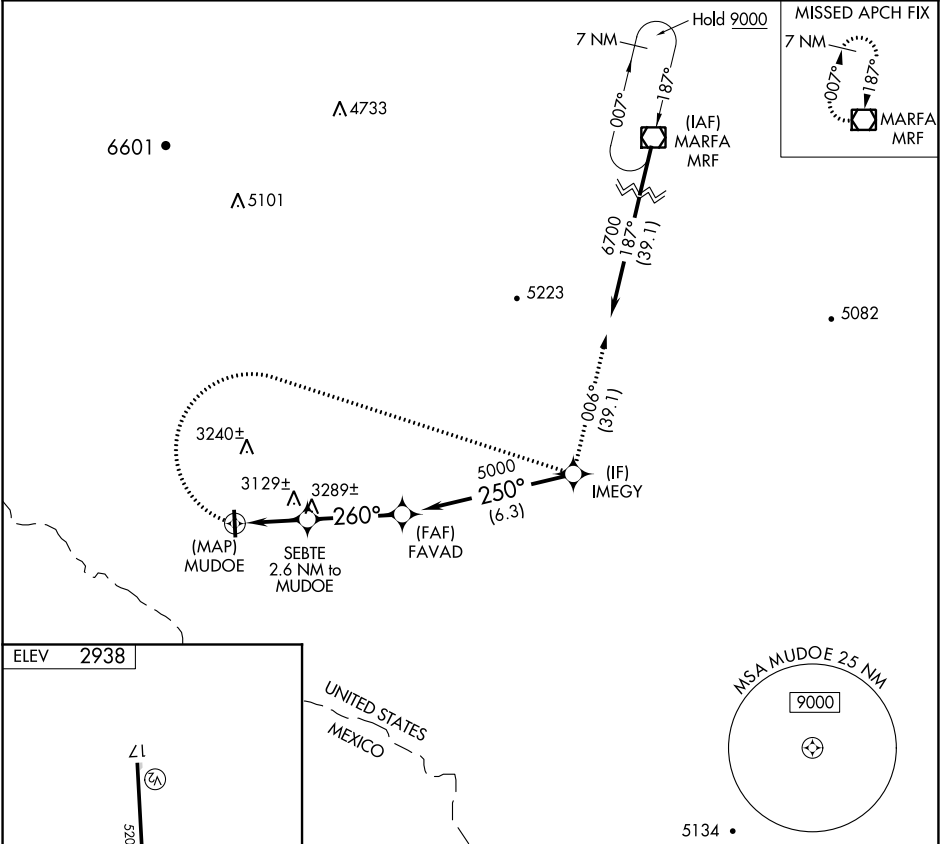 Hold 9000
7 NM
007°
187°
MISSED APCH FIX
7 NM
007°
187°
MARFA
MRF
(IAF)
MARFA
MRF
4733
6601
5101
6700
187°
(39.1)
5223
5082
006°
(39.1)
3240±
3129±
3289±
5000
250°
(6.3)
(IF)
IMEGY
260°
(FAF)
FAVAD
(MAP)
MUDOE
SEBTE
2.6 NM to
MUDOE
ELEV 2938
17
V2
520
UNITED STATES
MEXICO
MSA MUDOE 25 NM
9000
5134